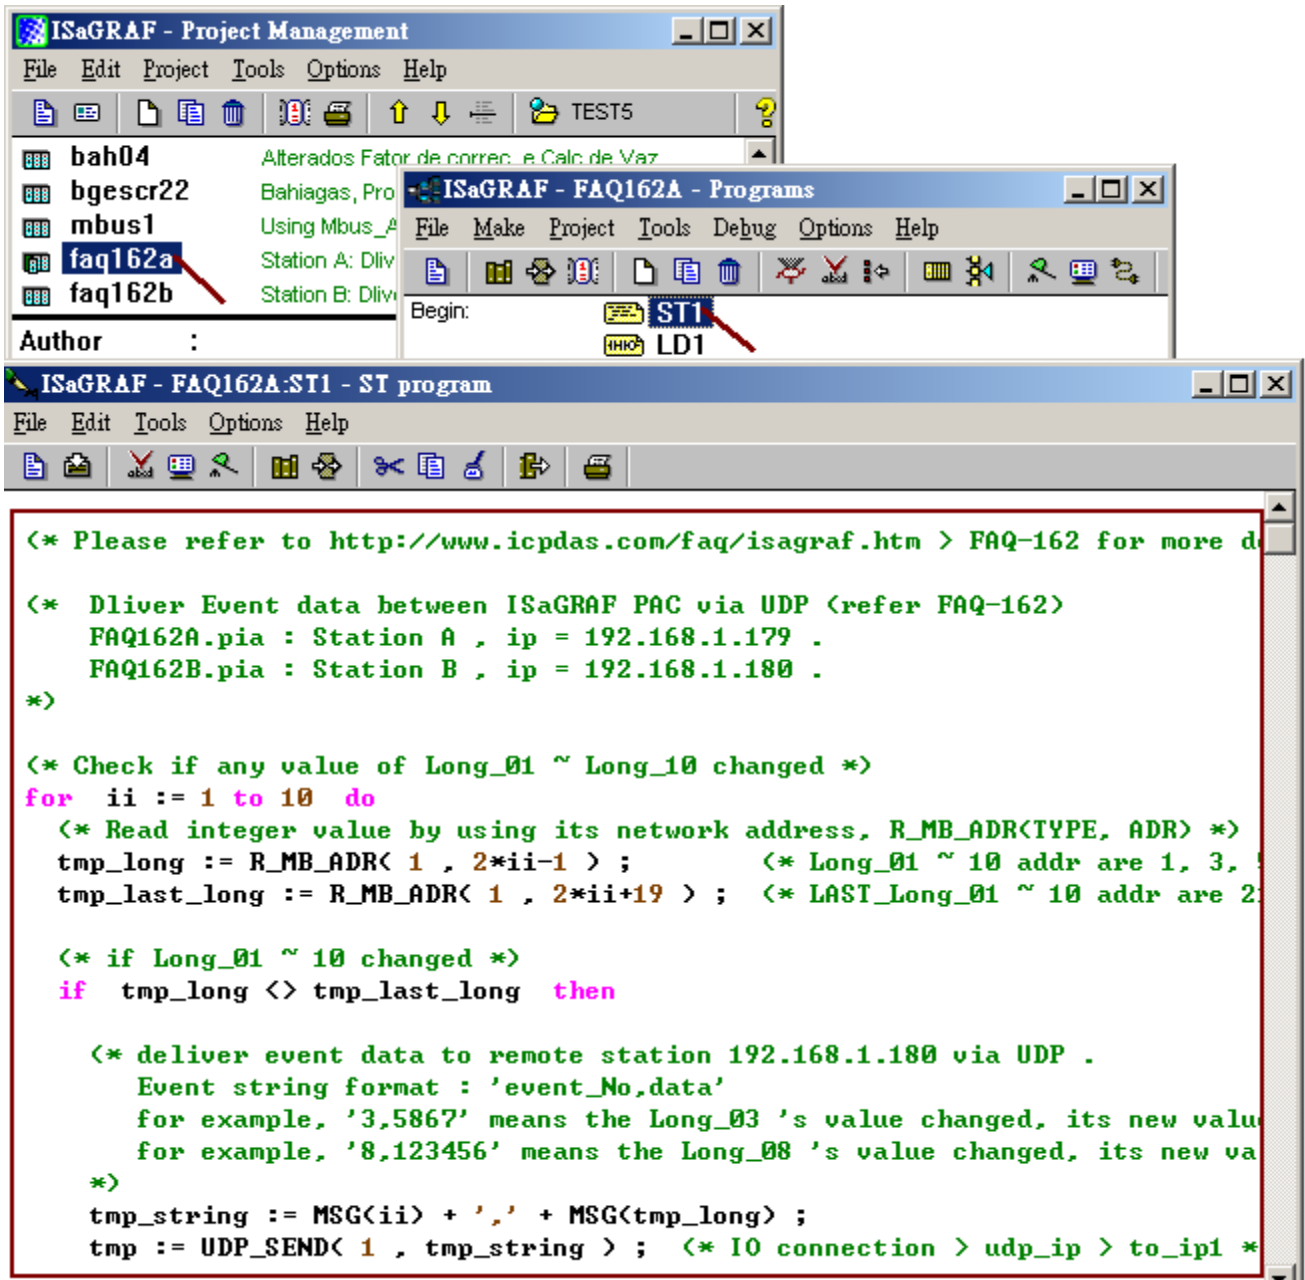 ISaGRAF - Project Management
File Edit Project Tools Options Help
TEST5
bah04 Alterados Fator de correc. e Calc de Vaz
bgescr22 Bahiagas, Pro
mbus1 Using Mbus_A
faq162a Station A: Dliv
faq162b Station B: Dliv
Author :
ISaGRAF - FAQ162A - Programs
File Make Project Tools Debug Options Help
Begin: ST1
LD1
ISaGRAF - FAQ162A:ST1 - ST program
File Edit Tools Options Help
(* Please refer to http://www.icpdas.com/faq/isagraf.htm > FAQ-162 for more d
(* Dliver Event data between ISaGRAF PAC via UDP (refer FAQ-162)
FAQ162A.pia : Station A , ip = 192.168.1.179 .
FAQ162B.pia : Station B , ip = 192.168.1.180 .
*)
(* Check if any value of Long_01 ~ Long_10 changed *)
for ii := 1 to 10 do
(* Read integer value by using its network address, R_MB_ADR(TYPE, ADR) *)
tmp_long := R_MB_ADR( 1 , 2*ii-1 ) ; (* Long_01 ~ 10 addr are 1, 3,
tmp_last_long := R_MB_ADR( 1 , 2*ii+19 ) ; (* LAST_Long_01 ~ 10 addr are 2
(* if Long_01 ~ 10 changed *)
if tmp_long <> tmp_last_long then
(* deliver event data to remote station 192.168.1.180 via UDP .
Event string format : 'event_No,data'
for example, '3,5867' means the Long_03 's value changed, its new valu
for example, '8,123456' means the Long_08 's value changed, its new va
*)
tmp_string := MSG(ii) + ',' + MSG(tmp_long) ;
tmp := UDP_SEND( 1 , tmp_string ) ; (* IO connection > udp_ip > to_ip1 *